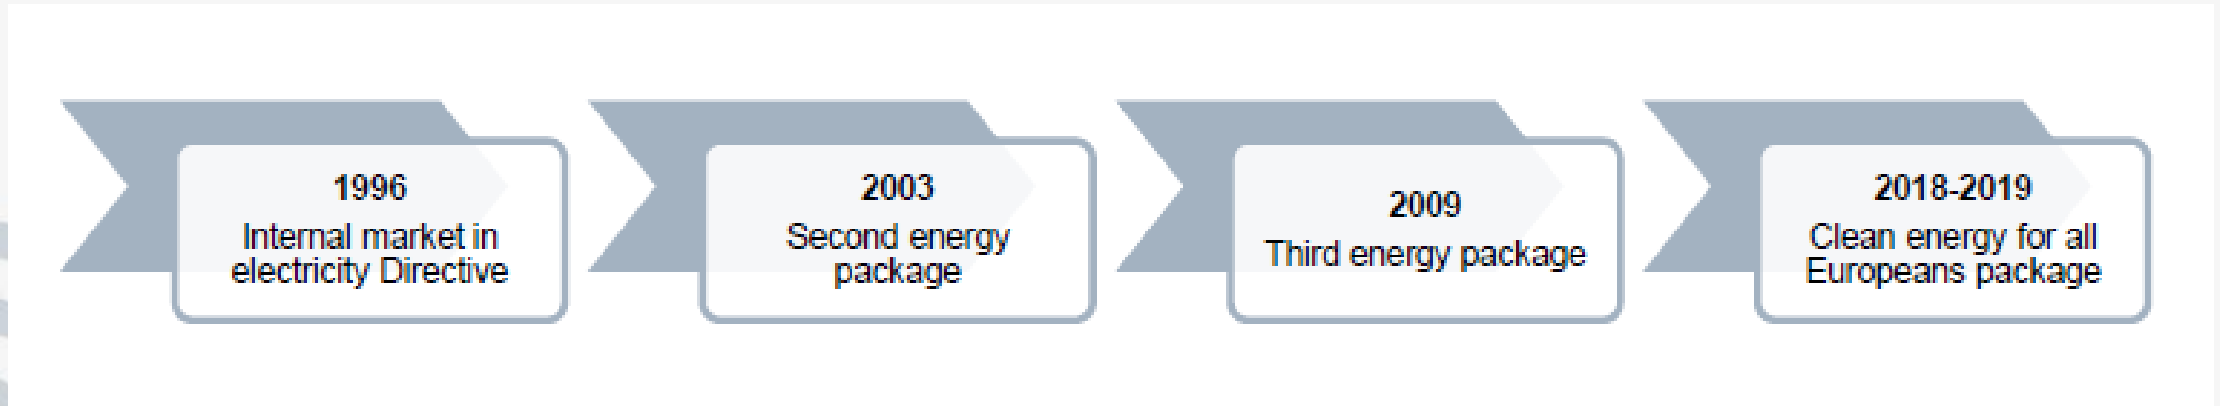 1996
Internal market in
electricity Directive
2003
Second energy
package
2009
Third energy package
2018-2019
Clean energy for all
Europeans package